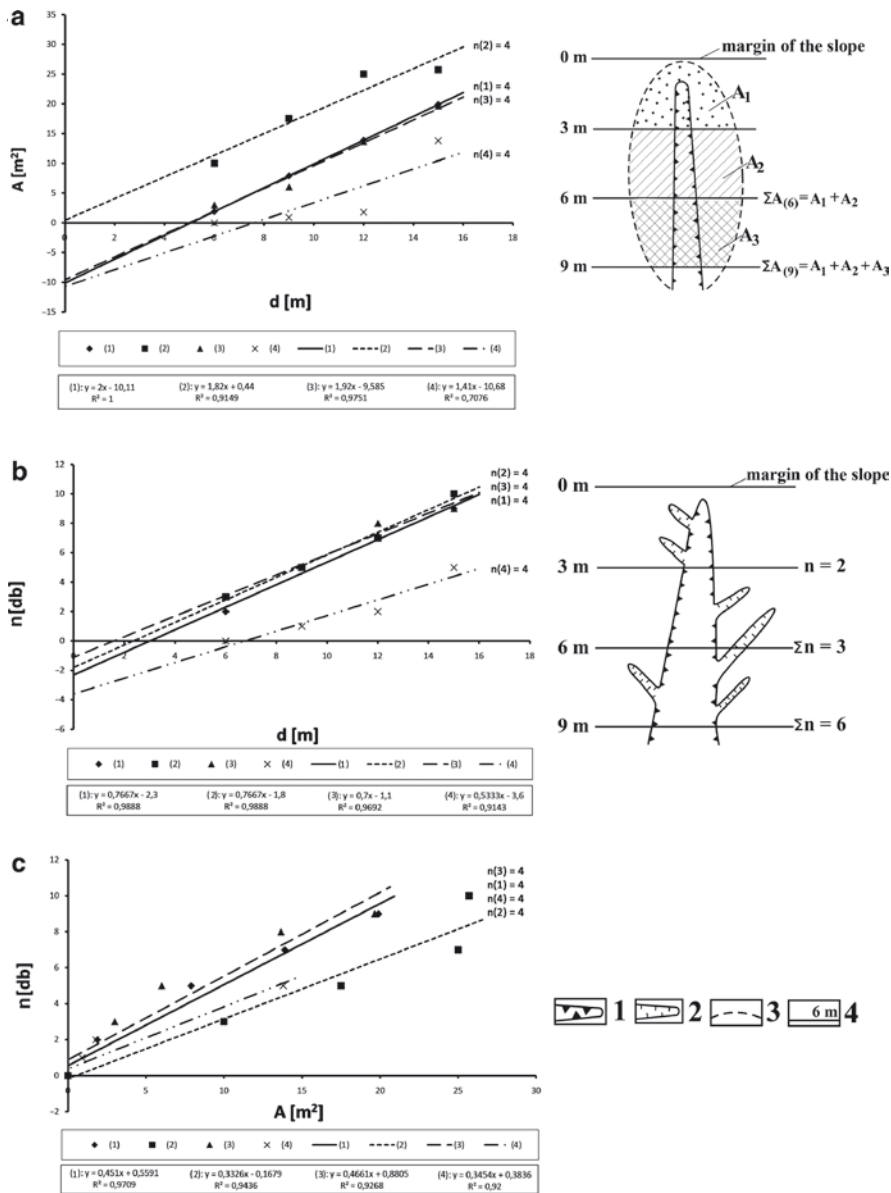 a
35
30
25
20
15
10
5
0
−5
−10
−15
A [m²]
0 2 4 6 8 10 12 14 16 18
d [m]
n(2) = 4
n(1) = 4
n(3) = 4
n(4) = 4
(1) (2) (3) (4) (1) (2) (3) (4)
(1): y = 2x - 10,11 (2): y = 1,82x + 0,44 (3): y = 1,92x - 9,585 (4): y = 1,41x - 10,68
R² = 1 R² = 0,9149 R² = 0,9751 R² = 0,7076
0 m margin of the slope
A₁
3 m
A₂
6 m ΣA₍₆₎= A₁ + A₂
A₃
9 m ΣA₍₉₎= A₁ + A₂ + A₃
b
12
10
8
6
4
2
0
−2
−4
−6
n[db]
0 2 4 6 8 10 12 14 16 18
d [m]
n(2) = 4
n(3) = 4
n(1) = 4
n(4) = 4
(1) (2) (3) (4) (1) (2) (3) (4)
(1): y = 0,7667x - 2,3 (2): y = 0,7667x - 1,8 (3): y = 0,7x - 1,1 (4): y = 0,5333x - 3,6
R² = 0,9888 R² = 0,9888 R² = 0,9692 R² = 0,9143
0 m margin of the slope
3 m n = 2
6 m Σn = 3
9 m Σn = 6
c
12
10
8
6
4
2
0
−2
n[db]
0 5 10 15 20 25 30
A [m²]
n(3) = 4
n(1) = 4
n(4) = 4
n(2) = 4
(1) (2) (3) (4) (1) (2) (3) (4)
(1): y = 0,451x + 0,5591 (2): y = 0,3326x - 0,1679 (3): y = 0,4661x + 0,8805 (4): y = 0,3454x + 0,3836
R² = 0,9709 R² = 0,9436 R² = 0,9268 R² = 0,92
1 2 3 6 m 4